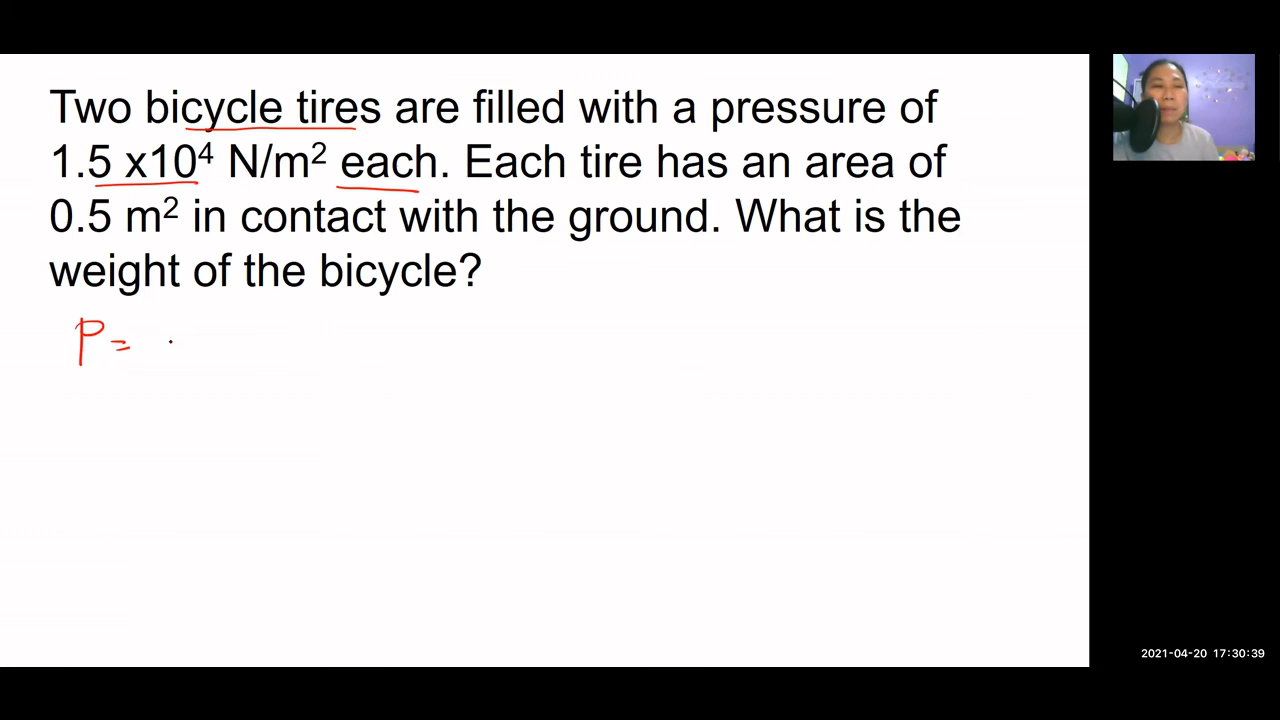 Two bicycle tires are filled with a pressure of
1.5 x10⁴ N/m² each. Each tire has an area of
0.5 m² in contact with the ground. What is the
weight of the bicycle?
P=
2021-04-20 17:30:39